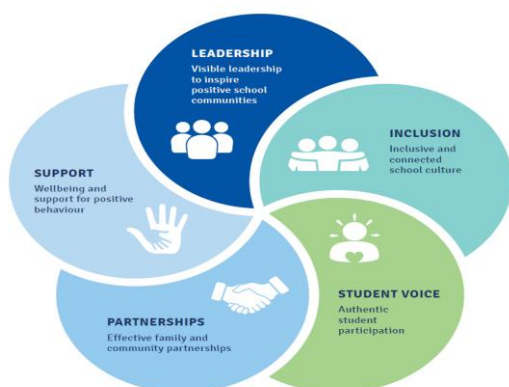 LEADERSHIP
Visible leadership
to inspire
positive school
communities
INCLUSION
Inclusive and
connected
school culture
STUDENT VOICE
Authentic
student
participation
PARTNERSHIPS
Effective family and
community partnerships
SUPPORT
Wellbeing and
support for positive
behaviour